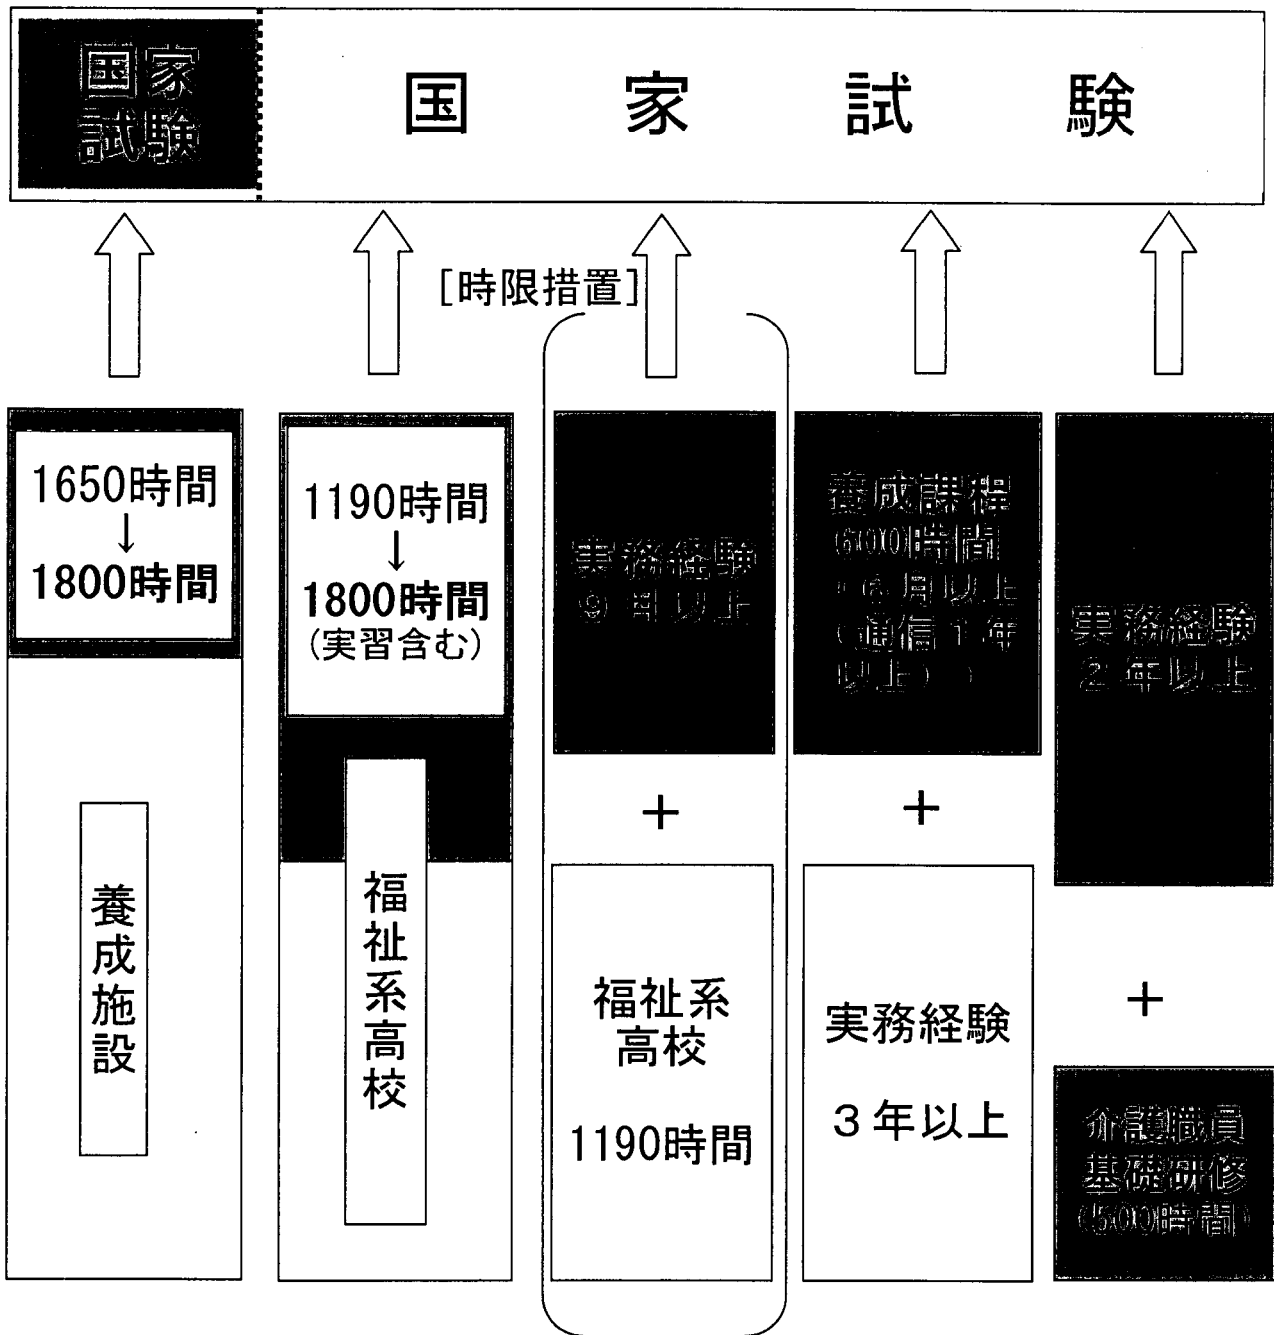 国家
試験
国家試験
[時限措置]
1650時間
↓
1800時間
養成施設
1190時間
↓
1800時間
(実習含む)
福祉系高校
実務経験
９月以上
+
福祉系
高校
1190時間
養成課程
600時間
(６月以上
(通信１年
以上))
+
実務経験
３年以上
実務経験
２年以上
+
介護職員
基礎研修
(500時間)